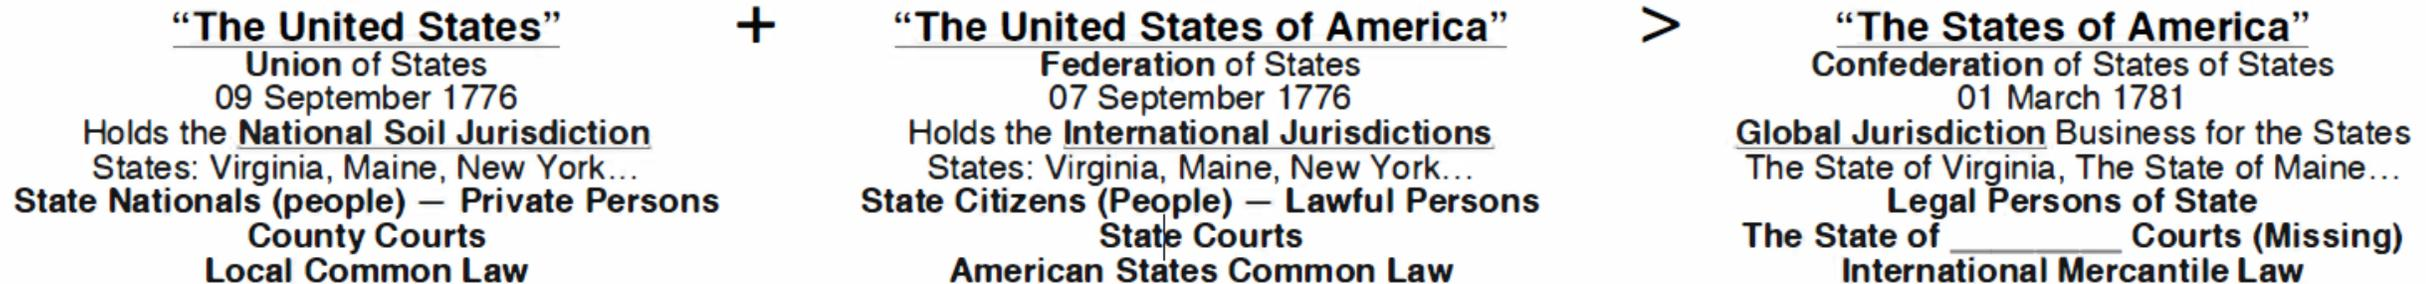 “The United States”
Union of States
09 September 1776
Holds the National Soil Jurisdiction
States: Virginia, Maine, New York...
State Nationals (people) — Private Persons
County Courts
Local Common Law
+
“The United States of America”
Federation of States
07 September 1776
Holds the International Jurisdictions
States: Virginia, Maine, New York...
State Citizens (People) — Lawful Persons
State Courts
American States Common Law
>
“The States of America”
Confederation of States of States
01 March 1781
Global Jurisdiction Business for the States
The State of Virginia, The State of Maine...
Legal Persons of State
The State of ________ Courts (Missing)
International Mercantile Law